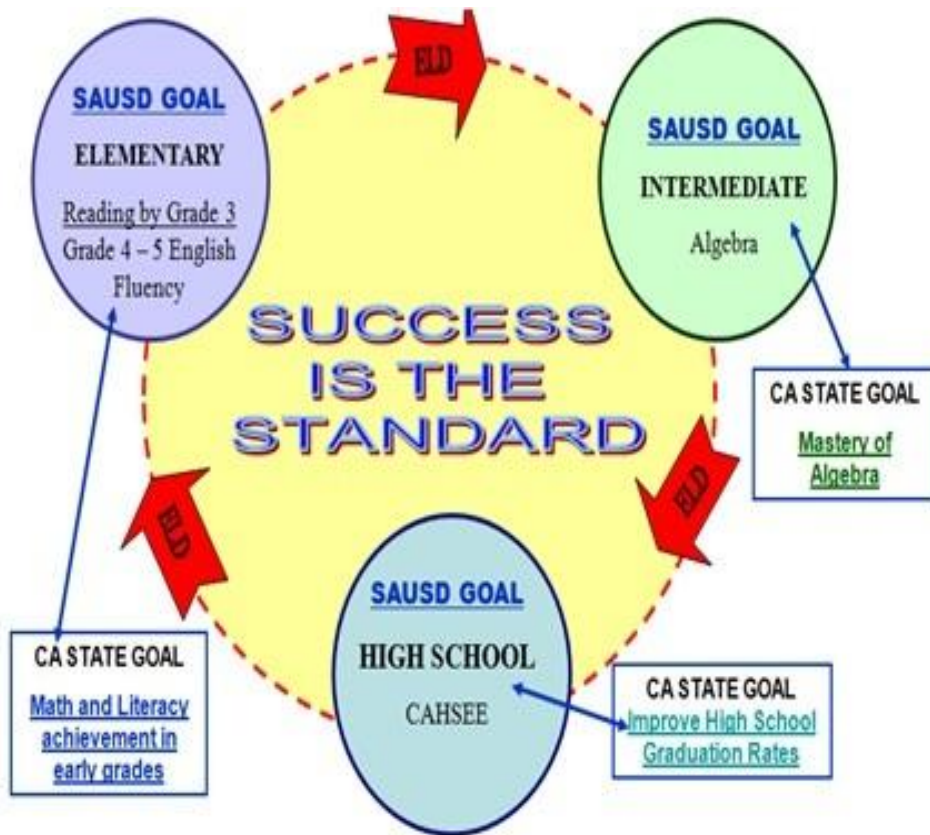 ELD
SAUSD GOAL
ELEMENTARY
Reading by Grade 3
Grade 4 – 5 English
Fluency
SAUSD GOAL
INTERMEDIATE
Algebra
SUCCESS
IS THE
STANDARD
CA STATE GOAL
Mastery of
Algebra
ELD
ELD
SAUSD GOAL
HIGH SCHOOL
CAHSEE
CA STATE GOAL
Math and Literacy
achievement in
early grades
CA STATE GOAL
Improve High School
Graduation Rates